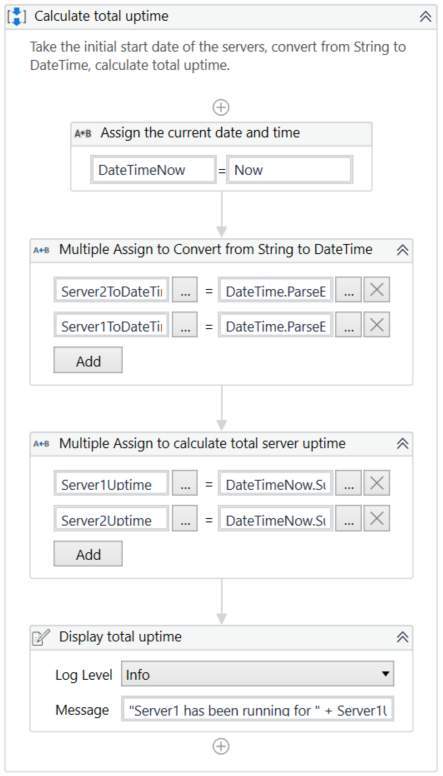 Calculate total uptime
Take the initial start date of the servers, convert from String to
DateTime, calculate total uptime.
A+B Assign the current date and time
DateTimeNow = Now
A+B Multiple Assign to Convert from String to DateTime
Server2ToDateTi ... = DateTime.ParseE ...
Server1ToDateTi ... = DateTime.ParseE ...
Add
A+B Multiple Assign to calculate total server uptime
Server1Uptime ... = DateTimeNow.Su ...
Server2Uptime ... = DateTimeNow.Su ...
Add
Display total uptime
Log Level Info
Message "Server1 has been running for " + Server1U